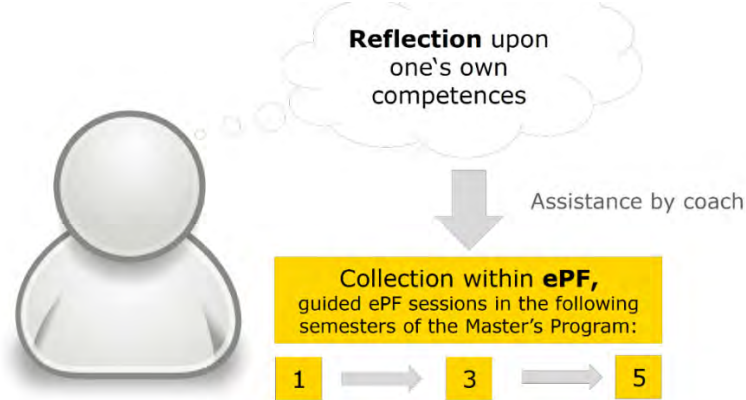 Reflection upon
one‘s own
competences
Assistance by coach
Collection within ePF,
guided ePF sessions in the following
semesters of the Master’s Program:
1 3 5